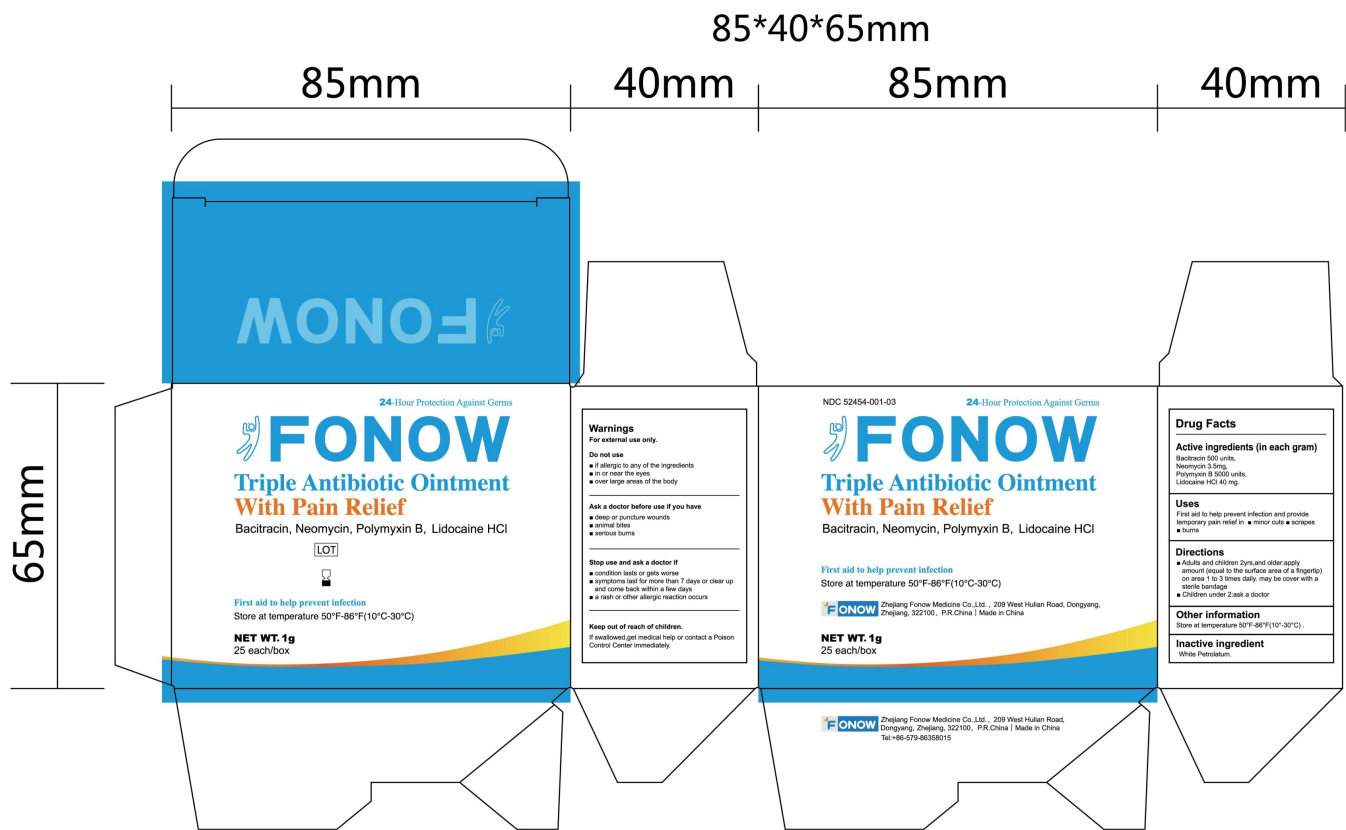 85*40*65mm
85mm
40mm
85mm
40mm
65mm
FONOW
24-Hour Protection Against Germs
FONOW
Triple Antibiotic Ointment
With Pain Relief
Bacitracin, Neomycin, Polymyxin B, Lidocaine HCl
LOT
First aid to help prevent infection
Store at temperature 50°F-86°F(10°C-30°C)
NET WT. 1g
25 each/box
Warnings
For external use only.
Do not use
■ if allergic to any of the ingredients
■ in or near the eyes
■ over large areas of the body
Ask a doctor before use if you have
■ deep or puncture wounds
■ animal bites
■ serious burns
Stop use and ask a doctor if
■ condition lasts or gets worse
■ symptoms last for more than 7 days or clear up
and come back within a few days
■ a rash or other allergic reaction occurs
Keep out of reach of children.
If swallowed,get medical help or contact a Poison
Control Center immediately.
NDC 52454-001-03
24-Hour Protection Against Germs
FONOW
Triple Antibiotic Ointment
With Pain Relief
Bacitracin, Neomycin, Polymyxin B, Lidocaine HCl
First aid to help prevent infection
Store at temperature 50°F-86°F(10°C-30°C)
FONOW Zhejiang Fonow Medicine Co.,Ltd. , 209 West Hulian Road, Dongyang,
Zhejiang, 322100, P.R.China | Made in China
NET WT. 1g
25 each/box
FONOW Zhejiang Fonow Medicine Co.,Ltd. , 209 West Hulian Road,
Dongyang, Zhejiang, 322100, P.R.China | Made in China
Tel:+86-579-86358015
Drug Facts
Active ingredients (in each gram)
Bacitracin 500 units,
Neomycin 3.5mg,
Polymyxin B 5000 units,
Lidocaine HCl 40 mg.
Uses
First aid to help prevent infection and provide
temporary pain relief in ■ minor cuts ■ scrapes
■ burns
Directions
■ Adults and children 2yrs,and older:apply
amount (equal to the surface area of a fingertip)
on area 1 to 3 times daily. may be cover with a
sterile bandage
■ Children under 2:ask a doctor
Other information
Store at temperature 50°F-86°F(10°-30°C) .
Inactive ingredient
White Petrolatum.